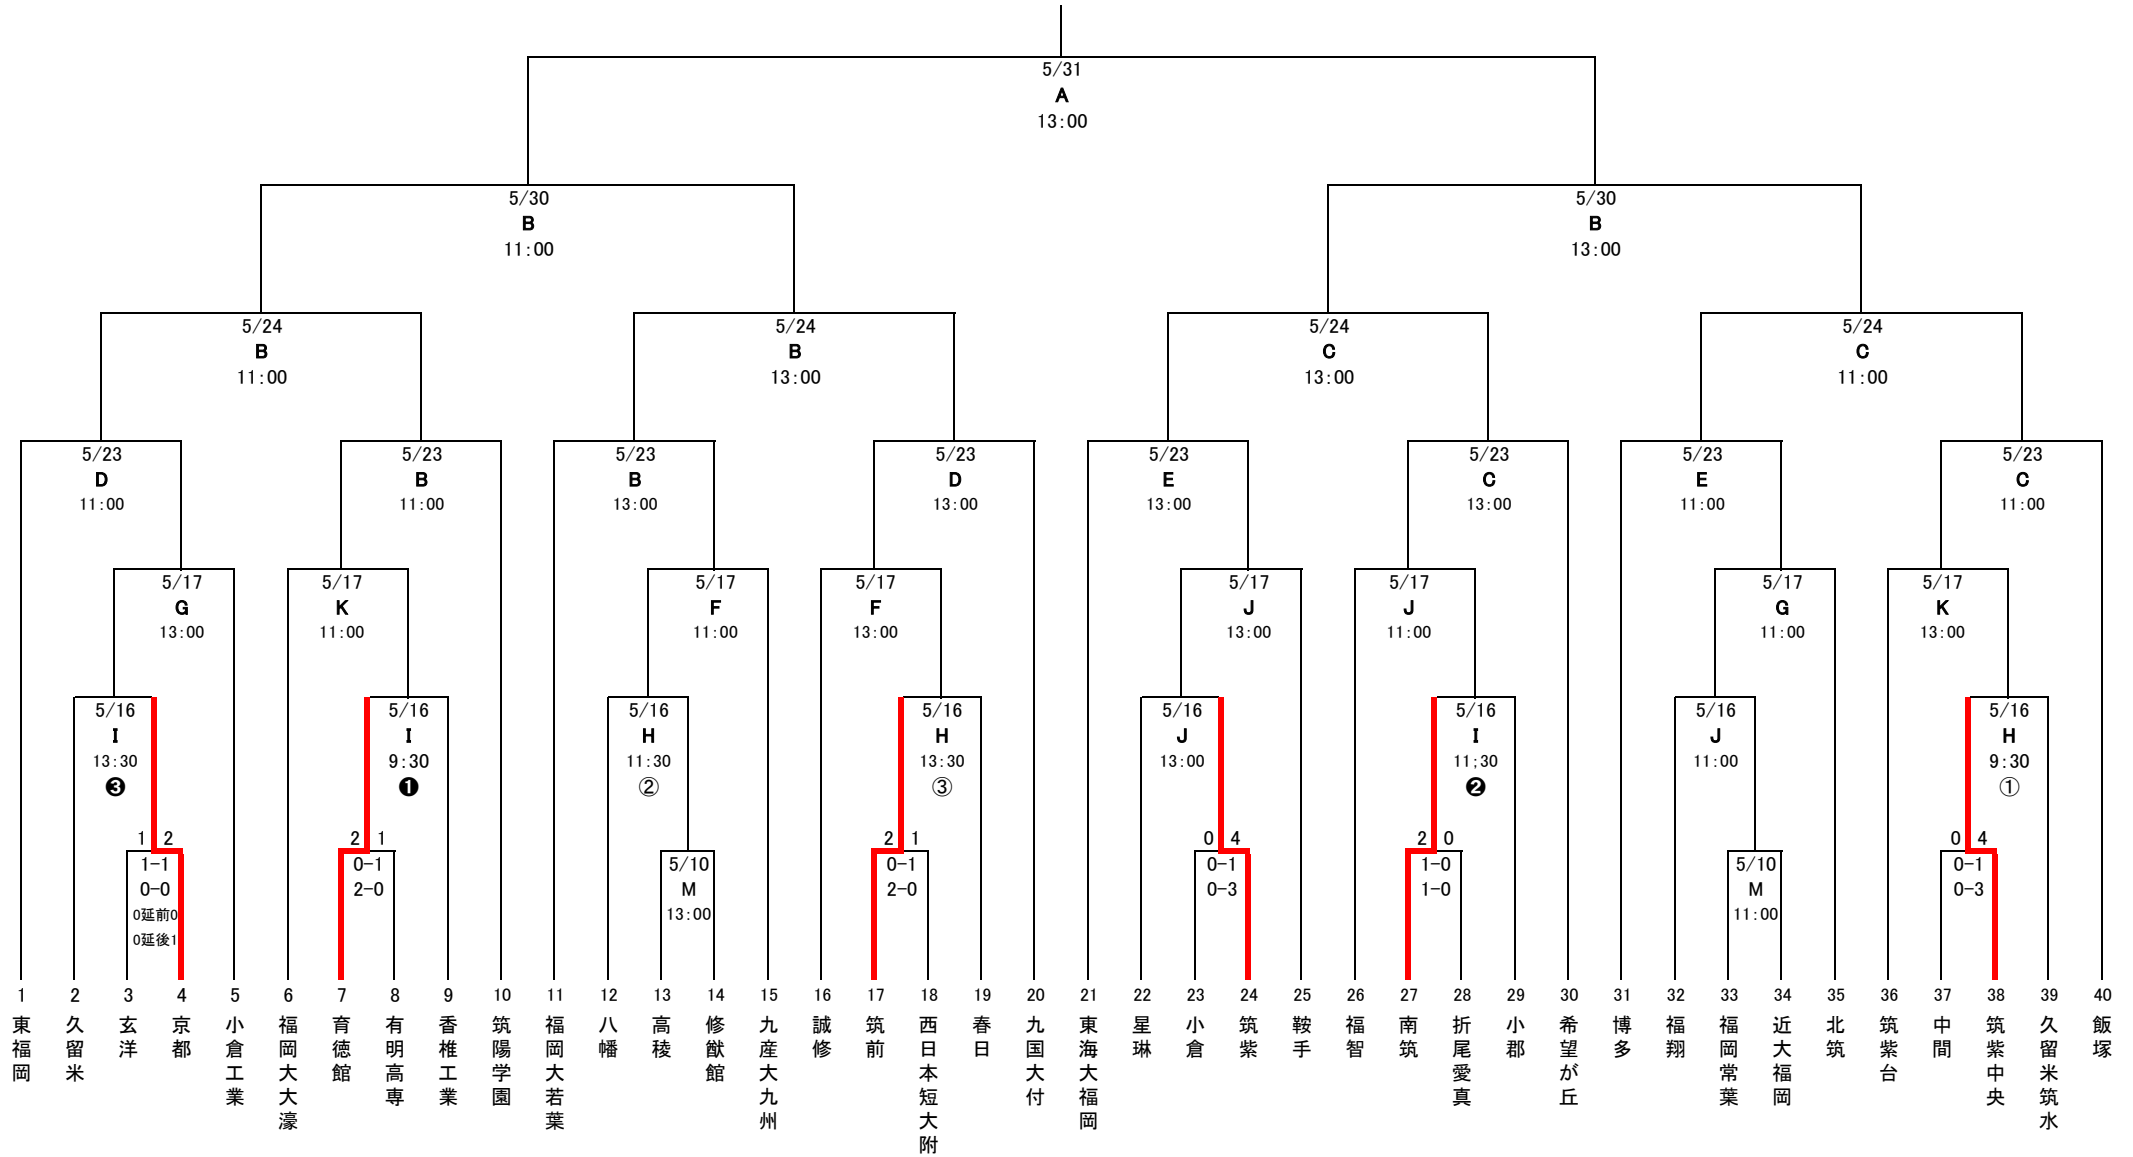 5/31
A
13:00
5/30
B
11:00
5/30
B
13:00
5/24
B
11:00
5/24
B
13:00
5/24
C
13:00
5/24
C
11:00
5/23
D
11:00
5/23
B
11:00
5/23
B
13:00
5/23
D
13:00
5/23
E
13:00
5/23
C
13:00
5/23
E
11:00
5/23
C
11:00
5/17
G
13:00
5/17
K
11:00
5/17
F
11:00
5/17
F
13:00
5/17
J
13:00
5/17
J
11:00
5/17
G
11:00
5/17
K
13:00
5/16
I
13:30
❸
5/16
I
9:30
❶
5/16
H
11:30
②
5/16
H
13:30
③
5/16
J
13:00
5/16
I
11;30
❷
5/16
J
11:00
5/16
H
9:30
①
1 2
1-1
0-0
0延前0
0延後1
2 1
0-1
2-0
5/10
M
13:00
2 1
0-1
2-0
0 4
0-1
0-3
2 0
1-0
1-0
5/10
M
11:00
0 4
0-1
0-3
1 東福岡
2 久留米
3 玄洋
4 京都
5 小倉工業
6 福岡大大濠
7 育徳館
8 有明高専
9 香椎工業
10 筑陽学園
11 福岡大若葉
12 八幡
13 高稜
14 修猷館
15 九産大九州
16 誠修
17 筑前
18 西日本短大附
19 春日
20 九国大付
21 東海大福岡
22 星琳
23 小倉
24 筑紫
25 鞍手
26 福智
27 南筑
28 折尾愛真
29 小郡
30 希望が丘
31 博多
32 福翔
33 福岡常葉
34 近大福岡
35 北筑
36 筑紫台
37 中間
38 筑紫中央
39 久留米筑水
40 飯塚